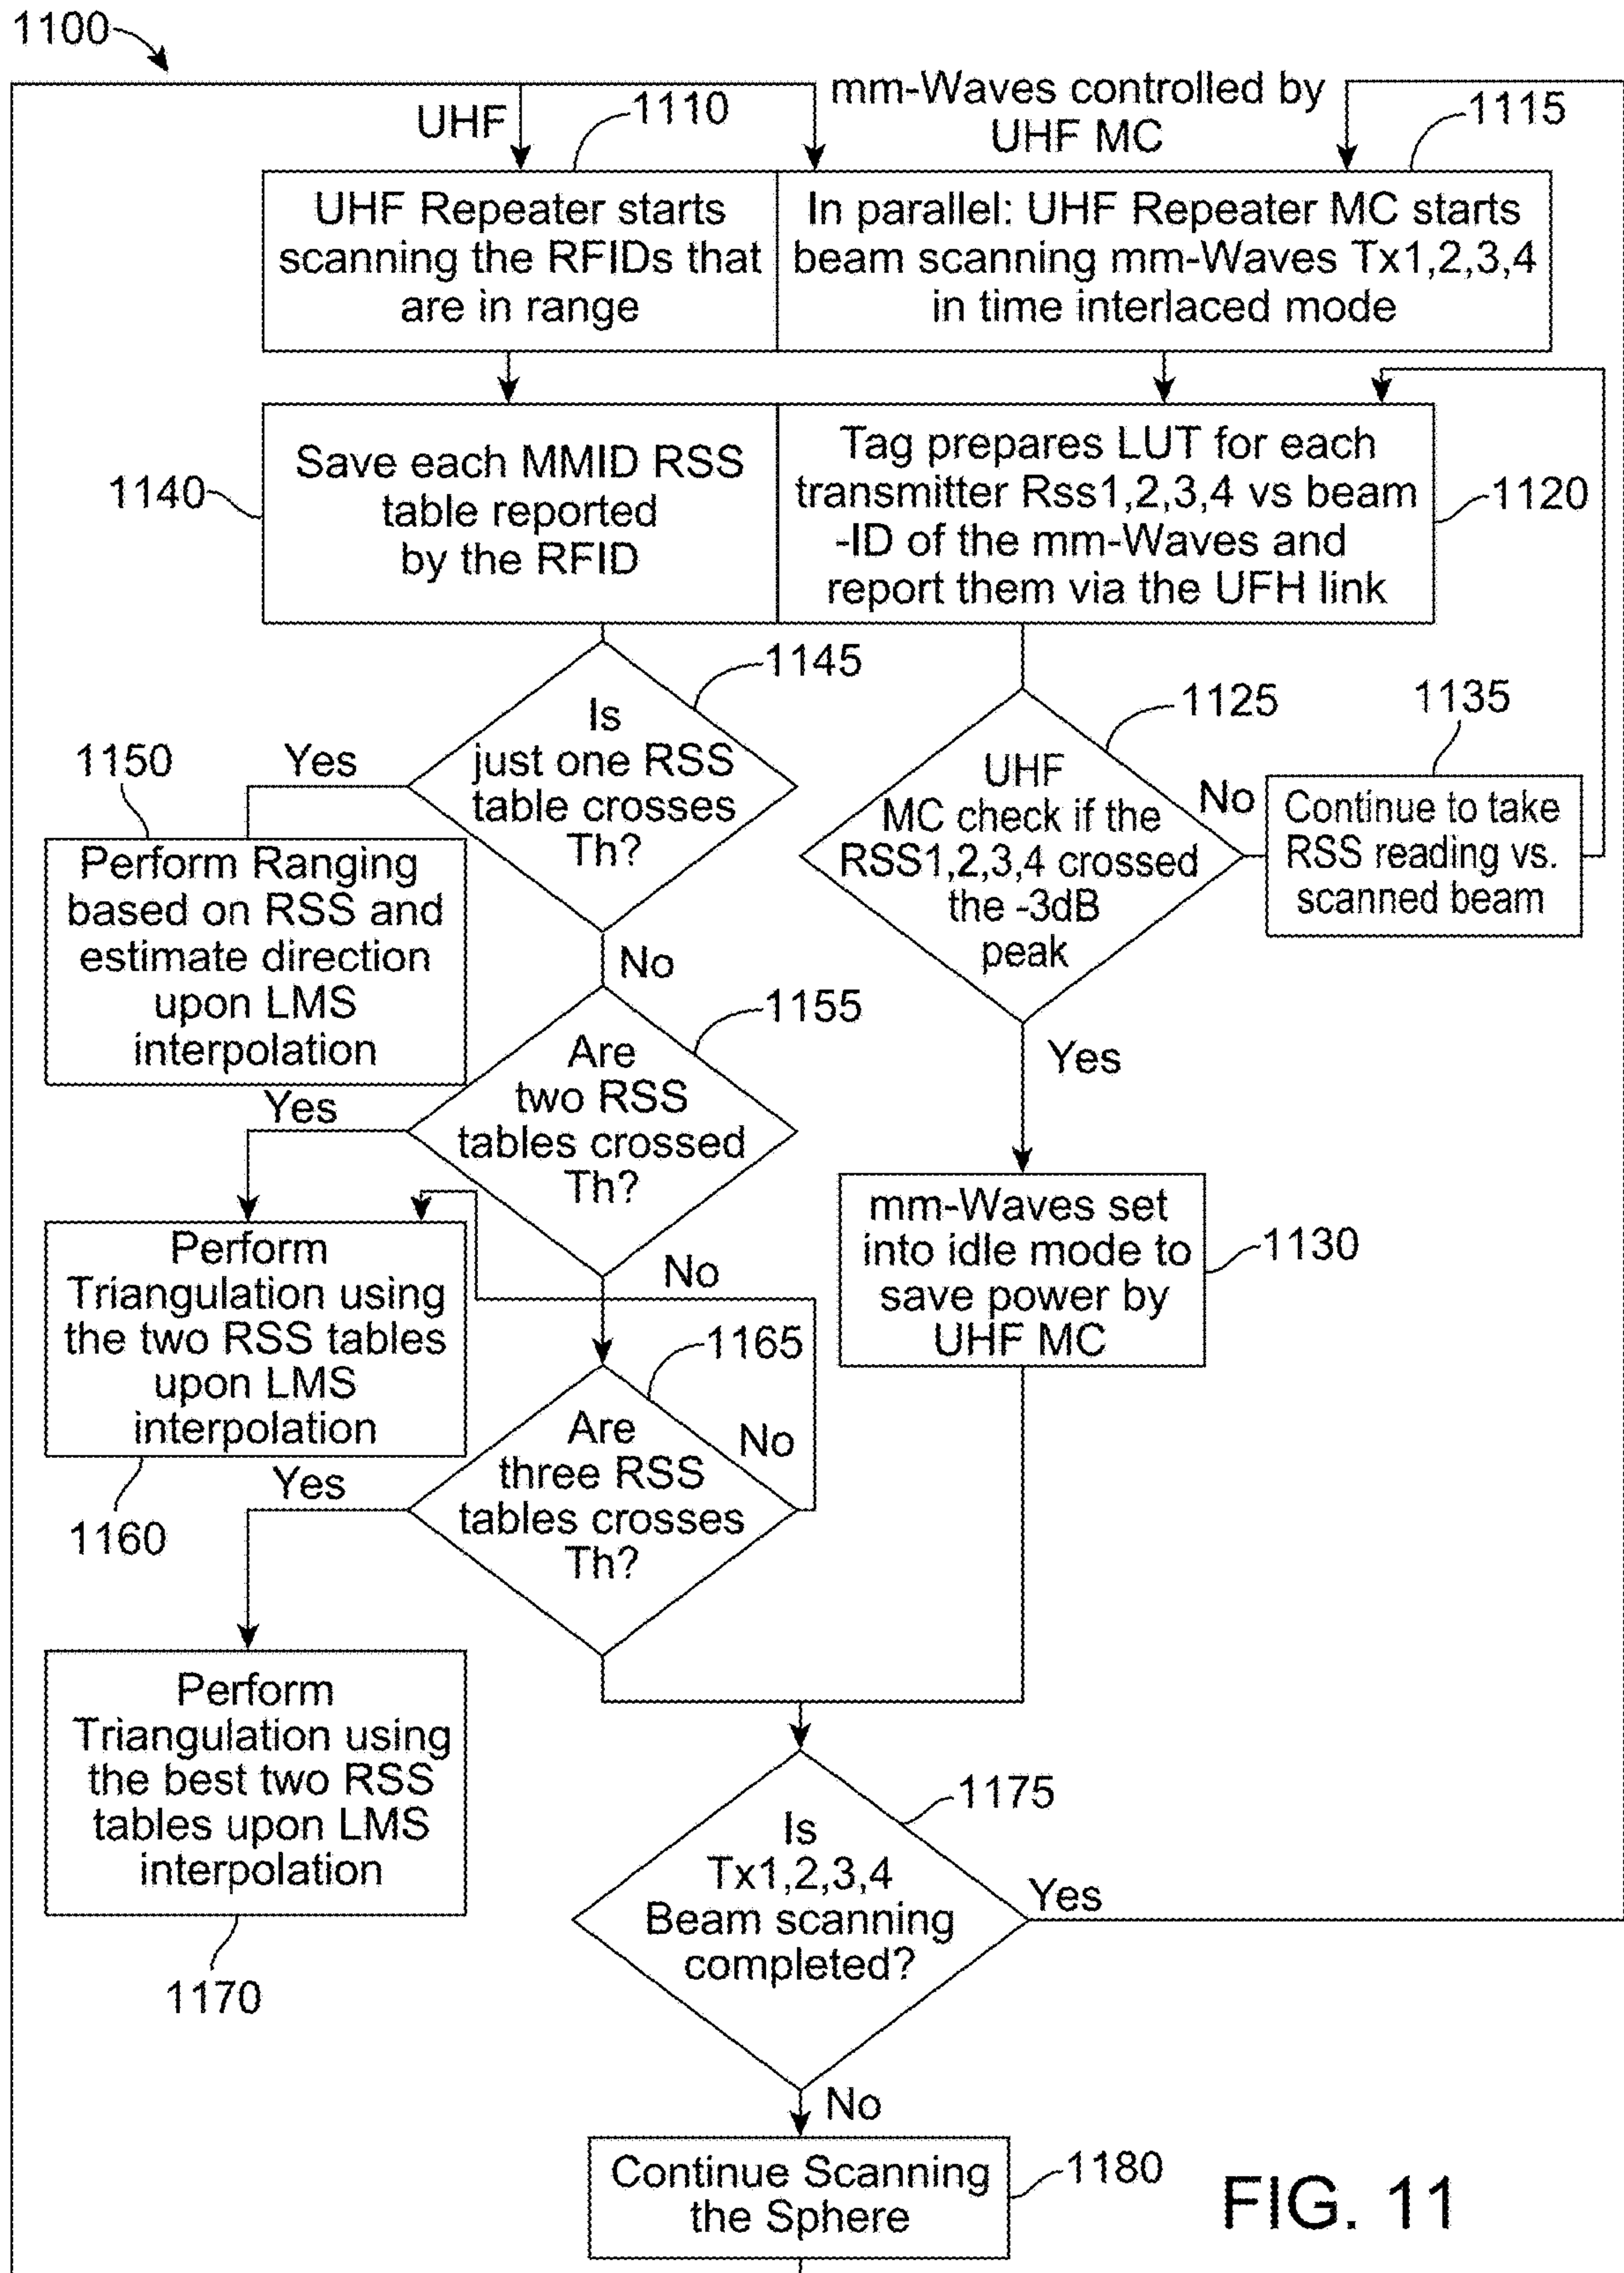 1100
UHF
1110
mm-Waves controlled by
UHF MC
1115
UHF Repeater starts
scanning the RFIDs that
are in range
In parallel: UHF Repeater MC starts
beam scanning mm-Waves Tx1,2,3,4
in time interlaced mode
1140
Save each MMID RSS
table reported
by the RFID
Tag prepares LUT for each
transmitter Rss1,2,3,4 vs beam
-ID of the mm-Waves and
report them via the UFH link
1120
1145
Is
just one RSS
table crosses
Th?
Yes
No
1150
Perform Ranging
based on RSS and
estimate direction
upon LMS
interpolation
1125
UHF
MC check if the
RSS1,2,3,4 crossed
the -3dB
peak
No
Yes
1135
Continue to take
RSS reading vs.
scanned beam
1155
Are
two RSS
tables crossed
Th?
Yes
No
Perform
Triangulation using
the two RSS tables
upon LMS
interpolation
1160
mm-Waves set
into idle mode to
save power by
UHF MC
1130
1165
Are
three RSS
tables crosses
Th?
No
Yes
Perform
Triangulation using
the best two RSS
tables upon LMS
interpolation
1170
1175
Is
Tx1,2,3,4
Beam scanning
completed?
Yes
No
Continue Scanning
the Sphere
1180
FIG. 11